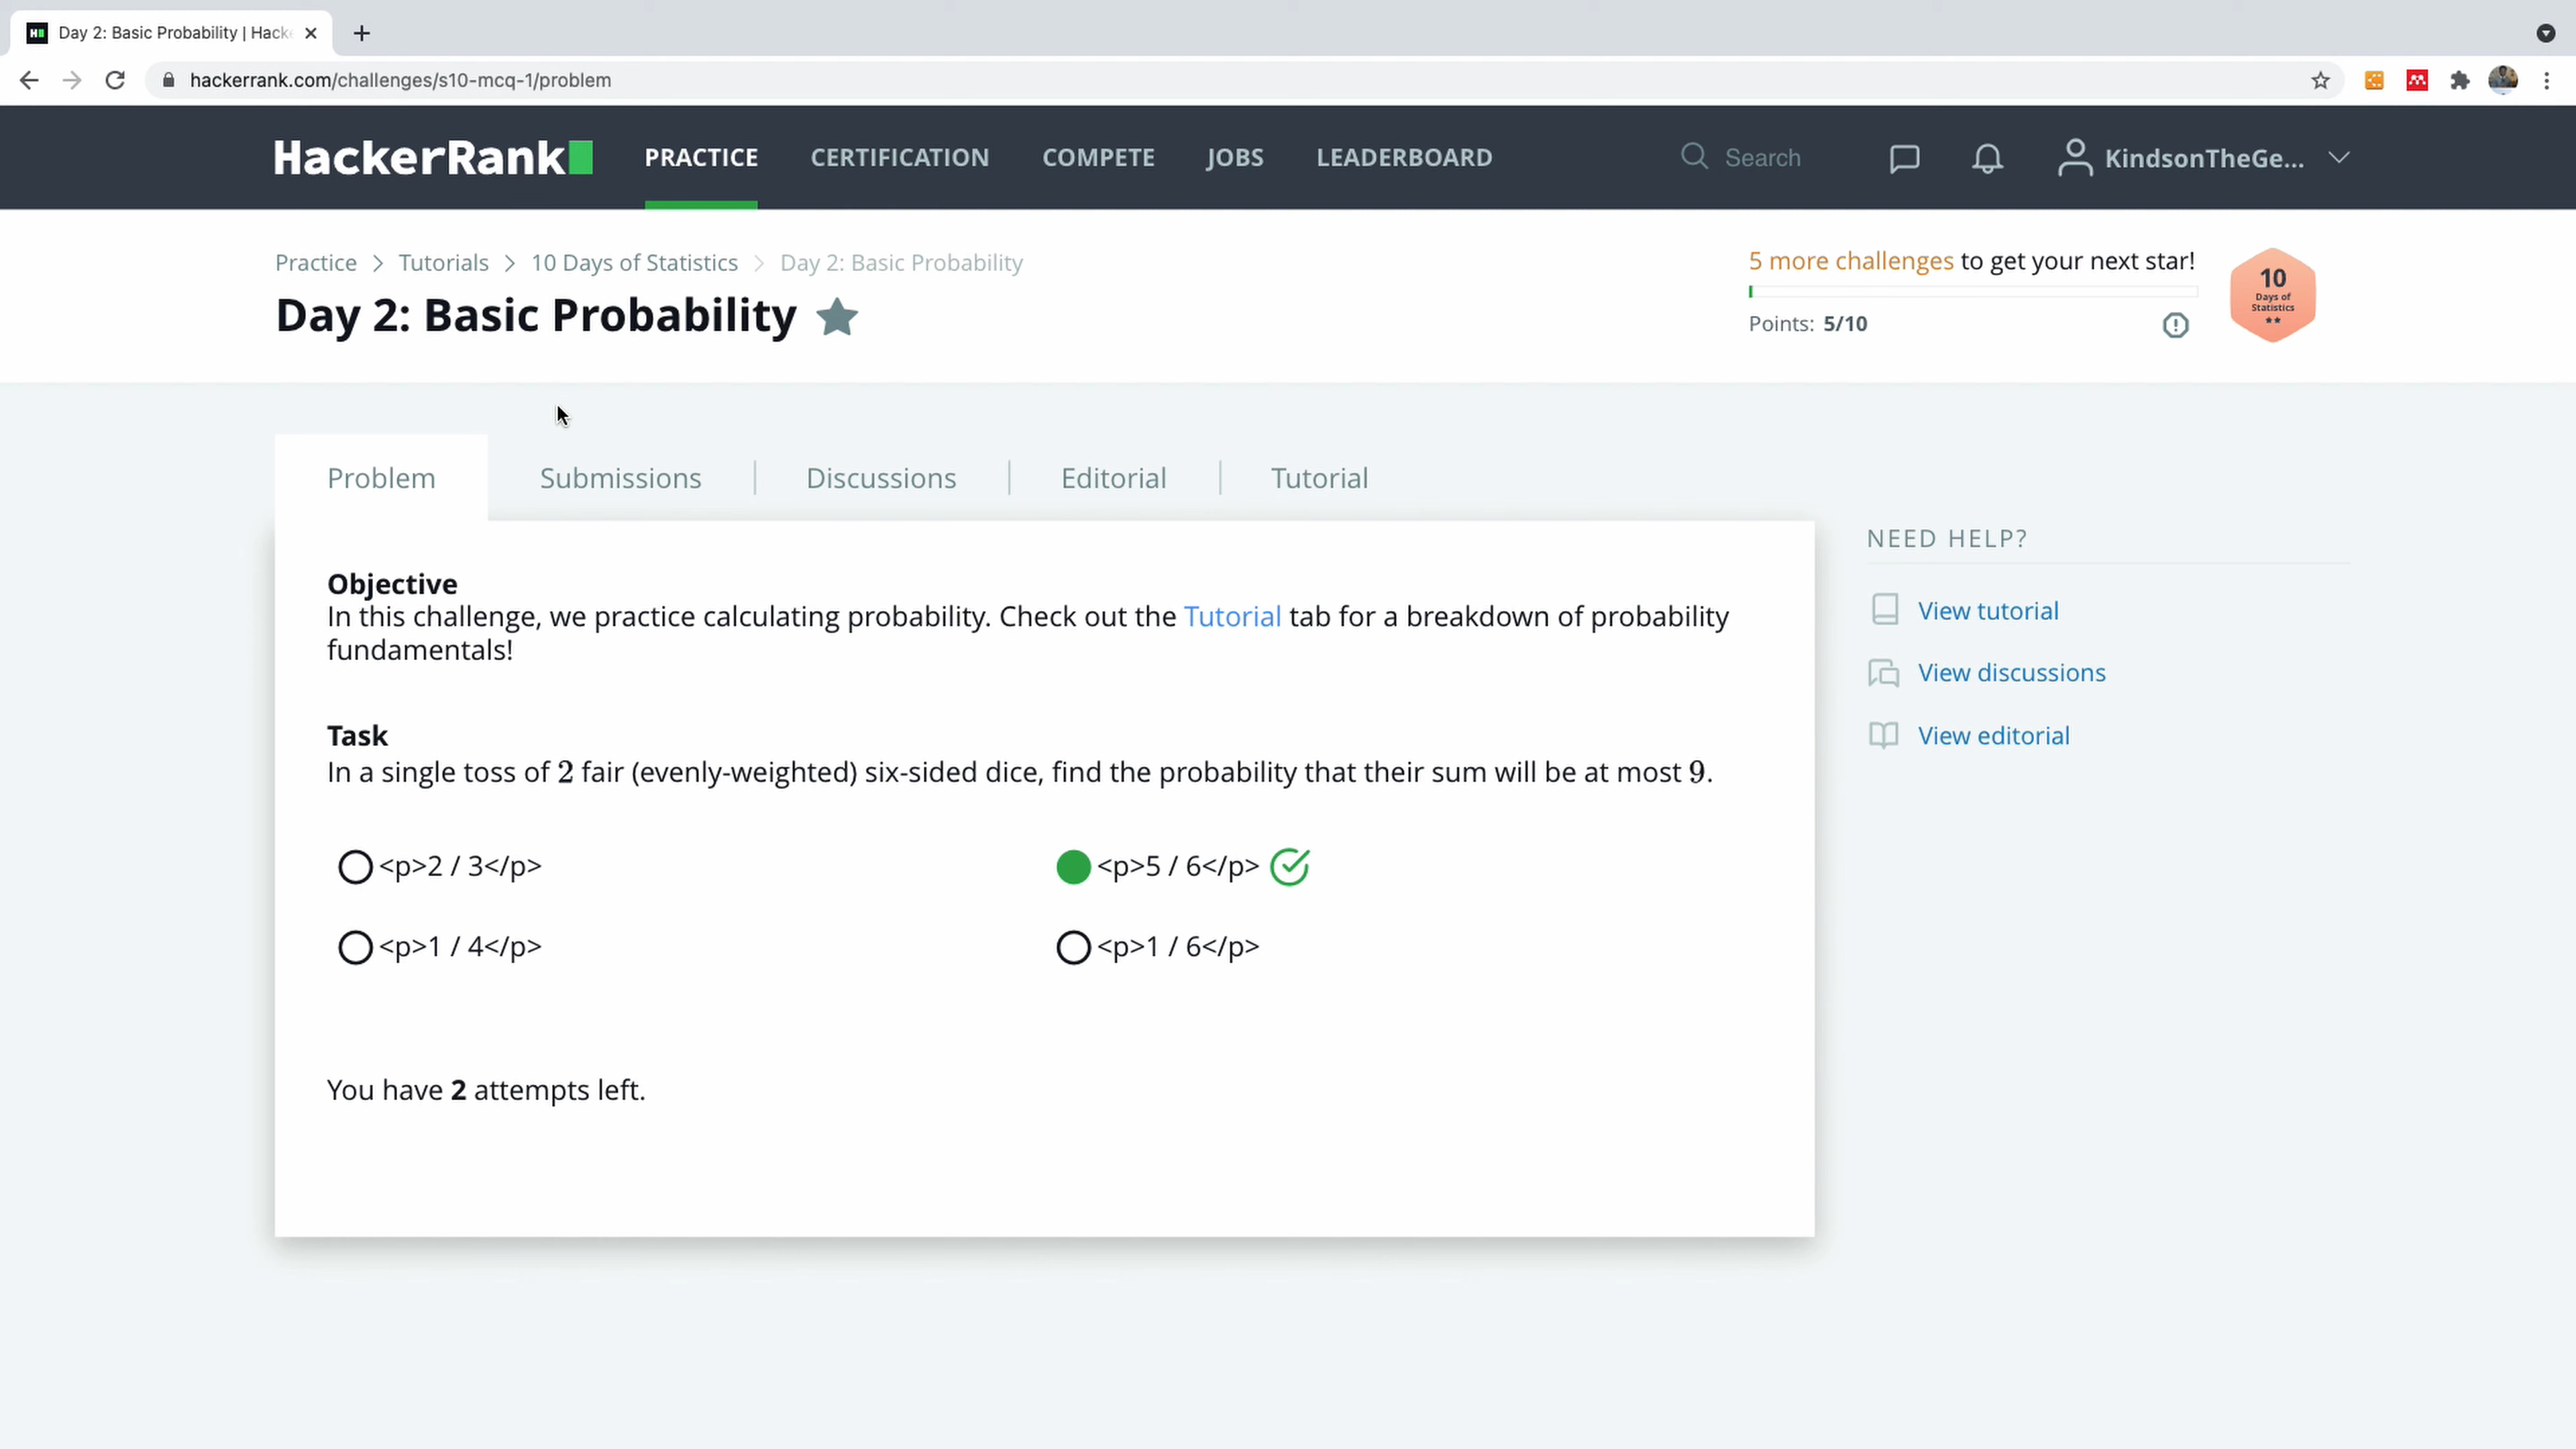 Day 2: Basic Probability | Hack
hackerrank.com/challenges/s10-mcq-1/problem
HackerRank
PRACTICE
CERTIFICATION
COMPETE
JOBS
LEADERBOARD
Search
KindsonTheGe...
Practice > Tutorials > 10 Days of Statistics > Day 2: Basic Probability
Day 2: Basic Probability
5 more challenges to get your next star!
Points: 5/10
10
Days of
Statistics
Problem
Submissions
Discussions
Editorial
Tutorial
Objective
In this challenge, we practice calculating probability. Check out the Tutorial tab for a breakdown of probability
fundamentals!
Task
In a single toss of 2 fair (evenly-weighted) six-sided dice, find the probability that their sum will be at most 9.
<p>2 / 3</p>
<p>5 / 6</p>
<p>1 / 4</p>
<p>1 / 6</p>
You have 2 attempts left.
NEED HELP?
View tutorial
View discussions
View editorial